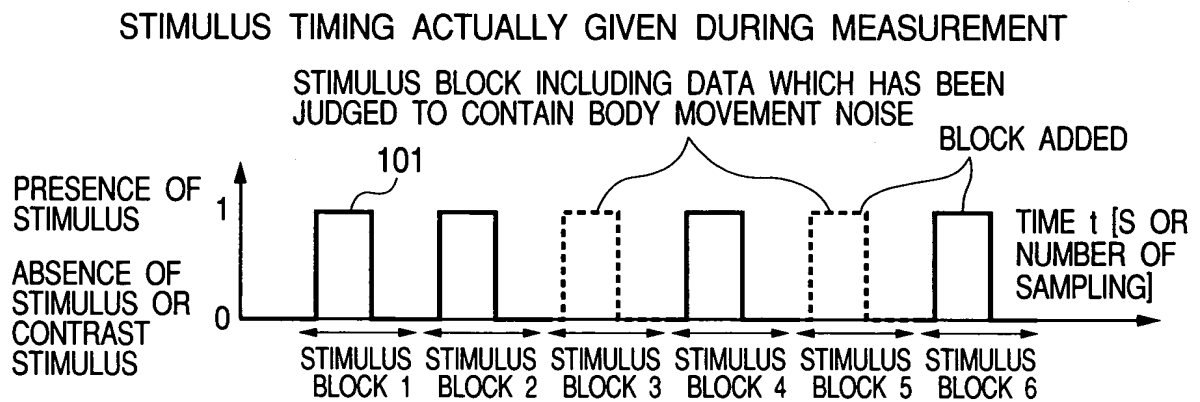 STIMULUS TIMING ACTUALLY GIVEN DURING MEASUREMENT
STIMULUS BLOCK INCLUDING DATA WHICH HAS BEEN
JUDGED TO CONTAIN BODY MOVEMENT NOISE
BLOCK ADDED
101
PRESENCE OF
STIMULUS
1
ABSENCE OF
STIMULUS OR
CONTRAST
STIMULUS
0
TIME t [S OR
NUMBER OF
SAMPLING]
STIMULUS
BLOCK 1
STIMULUS
BLOCK 2
STIMULUS
BLOCK 3
STIMULUS
BLOCK 4
STIMULUS
BLOCK 5
STIMULUS
BLOCK 6